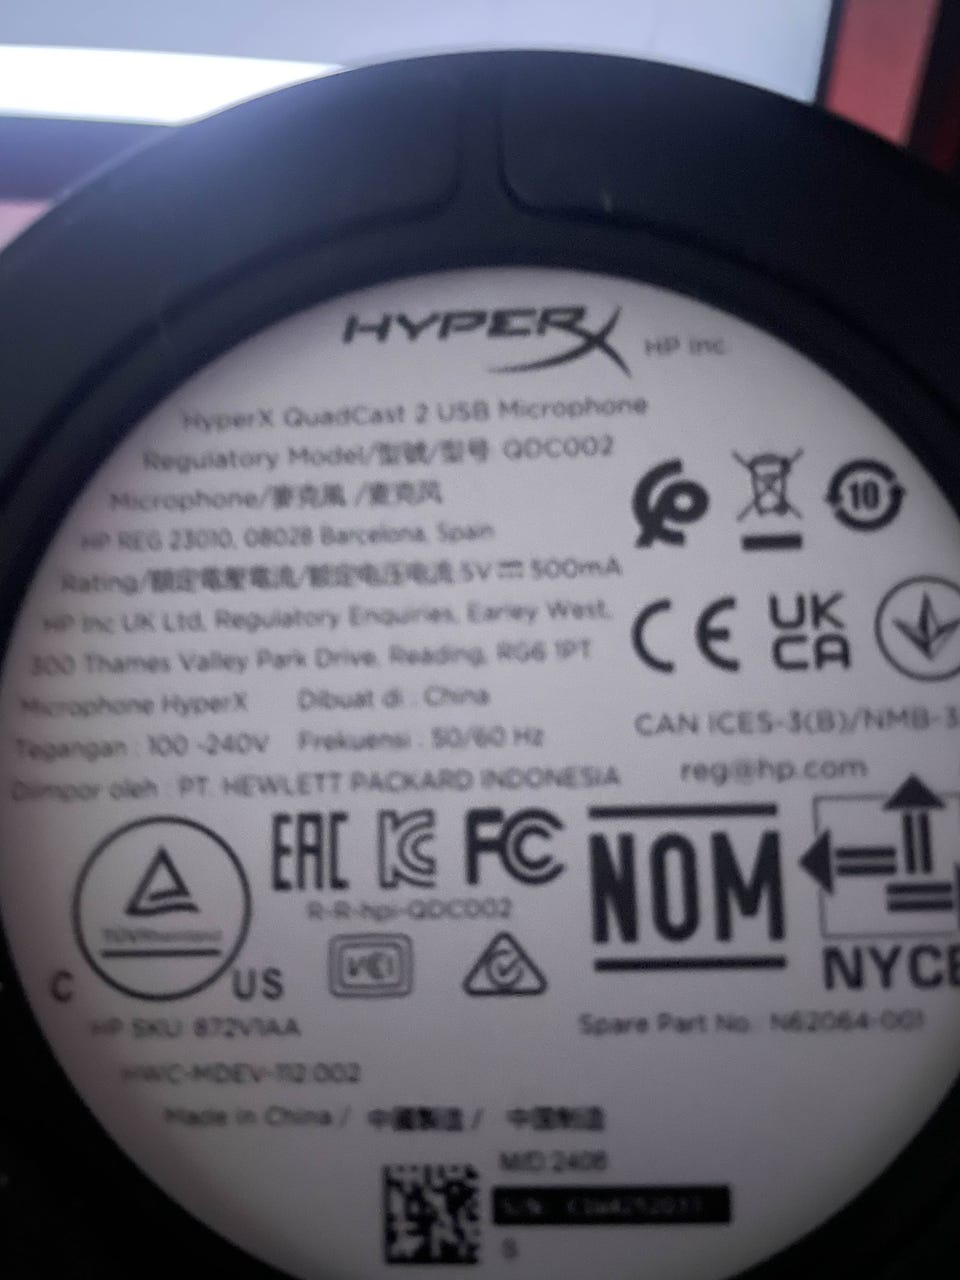 HYPERX HP Inc.
HyperX QuadCast 2 USB Microphone
Regulatory Model/型號/型号 QDC002
Microphone/麥克風 /麦克风
HP REG 23010, 08028 Barcelona, Spain
Rating/額定電壓電流/额定电压电流 5V 500mA
HP Inc UK Ltd, Regulatory Enquiries, Earley West,
300 Thames Valley Park Drive, Reading, RG6 1PT
Microphone HyperX Dibuat di : China
Tegangan : 100 -240V Frekuensi : 50/60 Hz
Diimpor oleh : PT. HEWLETT PACKARD INDONESIA
10
CE UK CA
CAN ICES-3(B)/NMB-3
reg@hp.com
EAC KC FC NOM
R-R-hpi-QDC002
TÜVRheinland
C US VCCI NYCE
HP SKU: 872V1AA Spare Part No.: N62064-001
HWC-MDEV-112.002
Made in China / 中國製造 / 中国制造
M/D:2408
S/N:
S